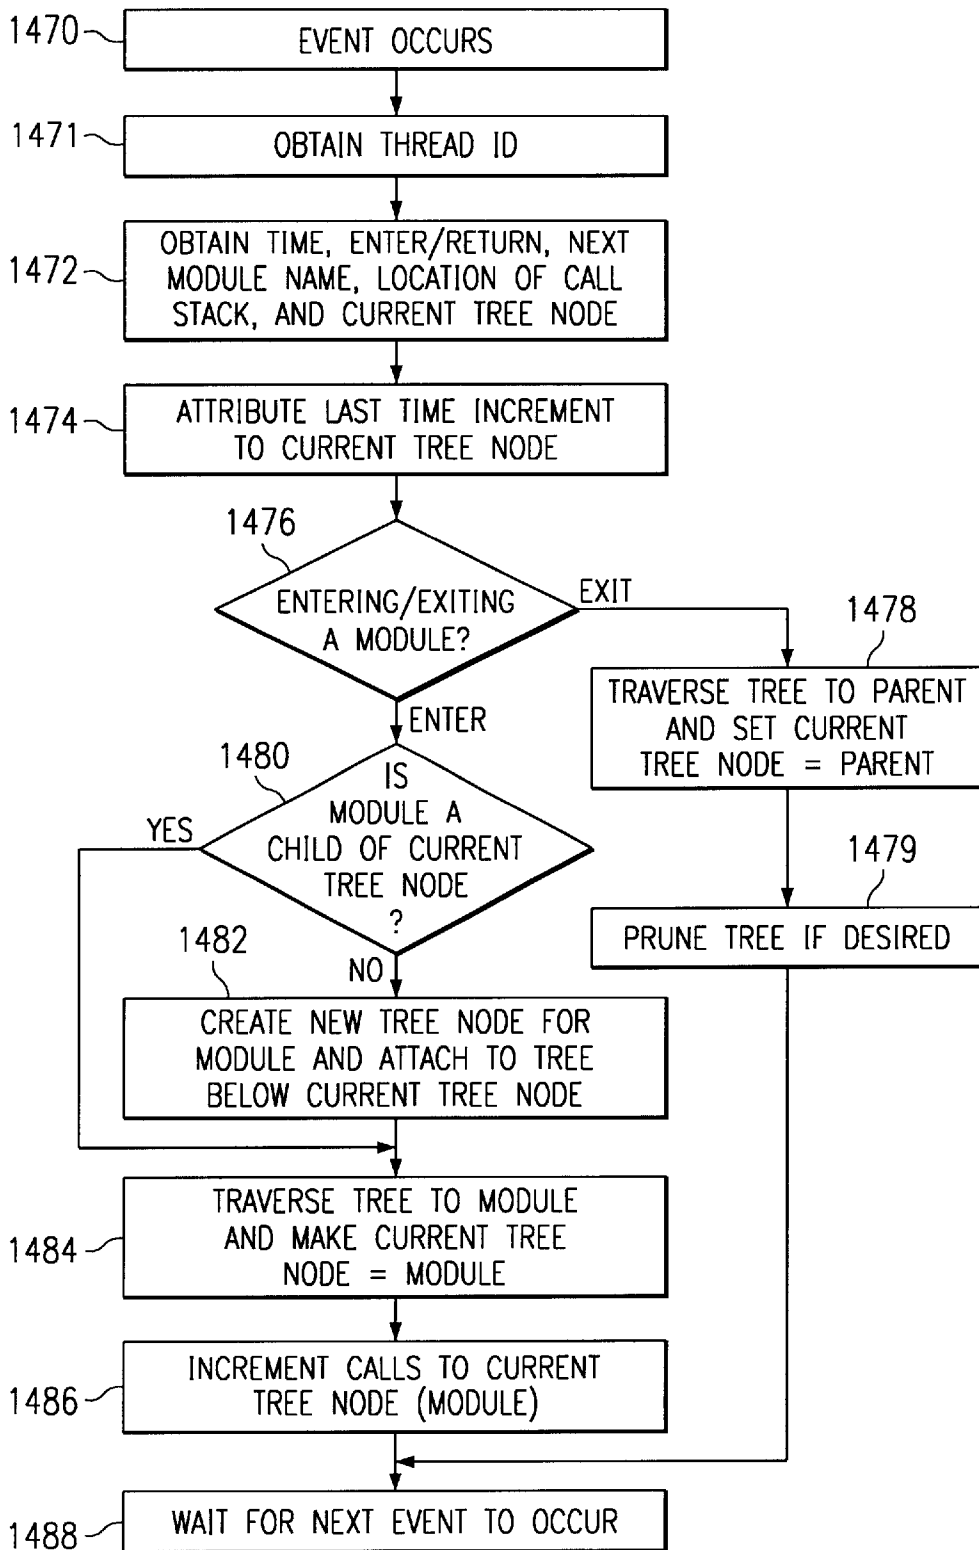 1470
EVENT OCCURS
1471
OBTAIN THREAD ID
1472
OBTAIN TIME, ENTER/RETURN, NEXT
MODULE NAME, LOCATION OF CALL
STACK, AND CURRENT TREE NODE
1474
ATTRIBUTE LAST TIME INCREMENT
TO CURRENT TREE NODE
1476
ENTERING/EXITING
A MODULE?
EXIT
1478
TRAVERSE TREE TO PARENT
AND SET CURRENT
TREE NODE = PARENT
ENTER
1480
IS
MODULE A
CHILD OF CURRENT
TREE NODE
?
YES
1479
PRUNE TREE IF DESIRED
NO
1482
CREATE NEW TREE NODE FOR
MODULE AND ATTACH TO TREE
BELOW CURRENT TREE NODE
1484
TRAVERSE TREE TO MODULE
AND MAKE CURRENT TREE
NODE = MODULE
1486
INCREMENT CALLS TO CURRENT
TREE NODE (MODULE)
1488
WAIT FOR NEXT EVENT TO OCCUR